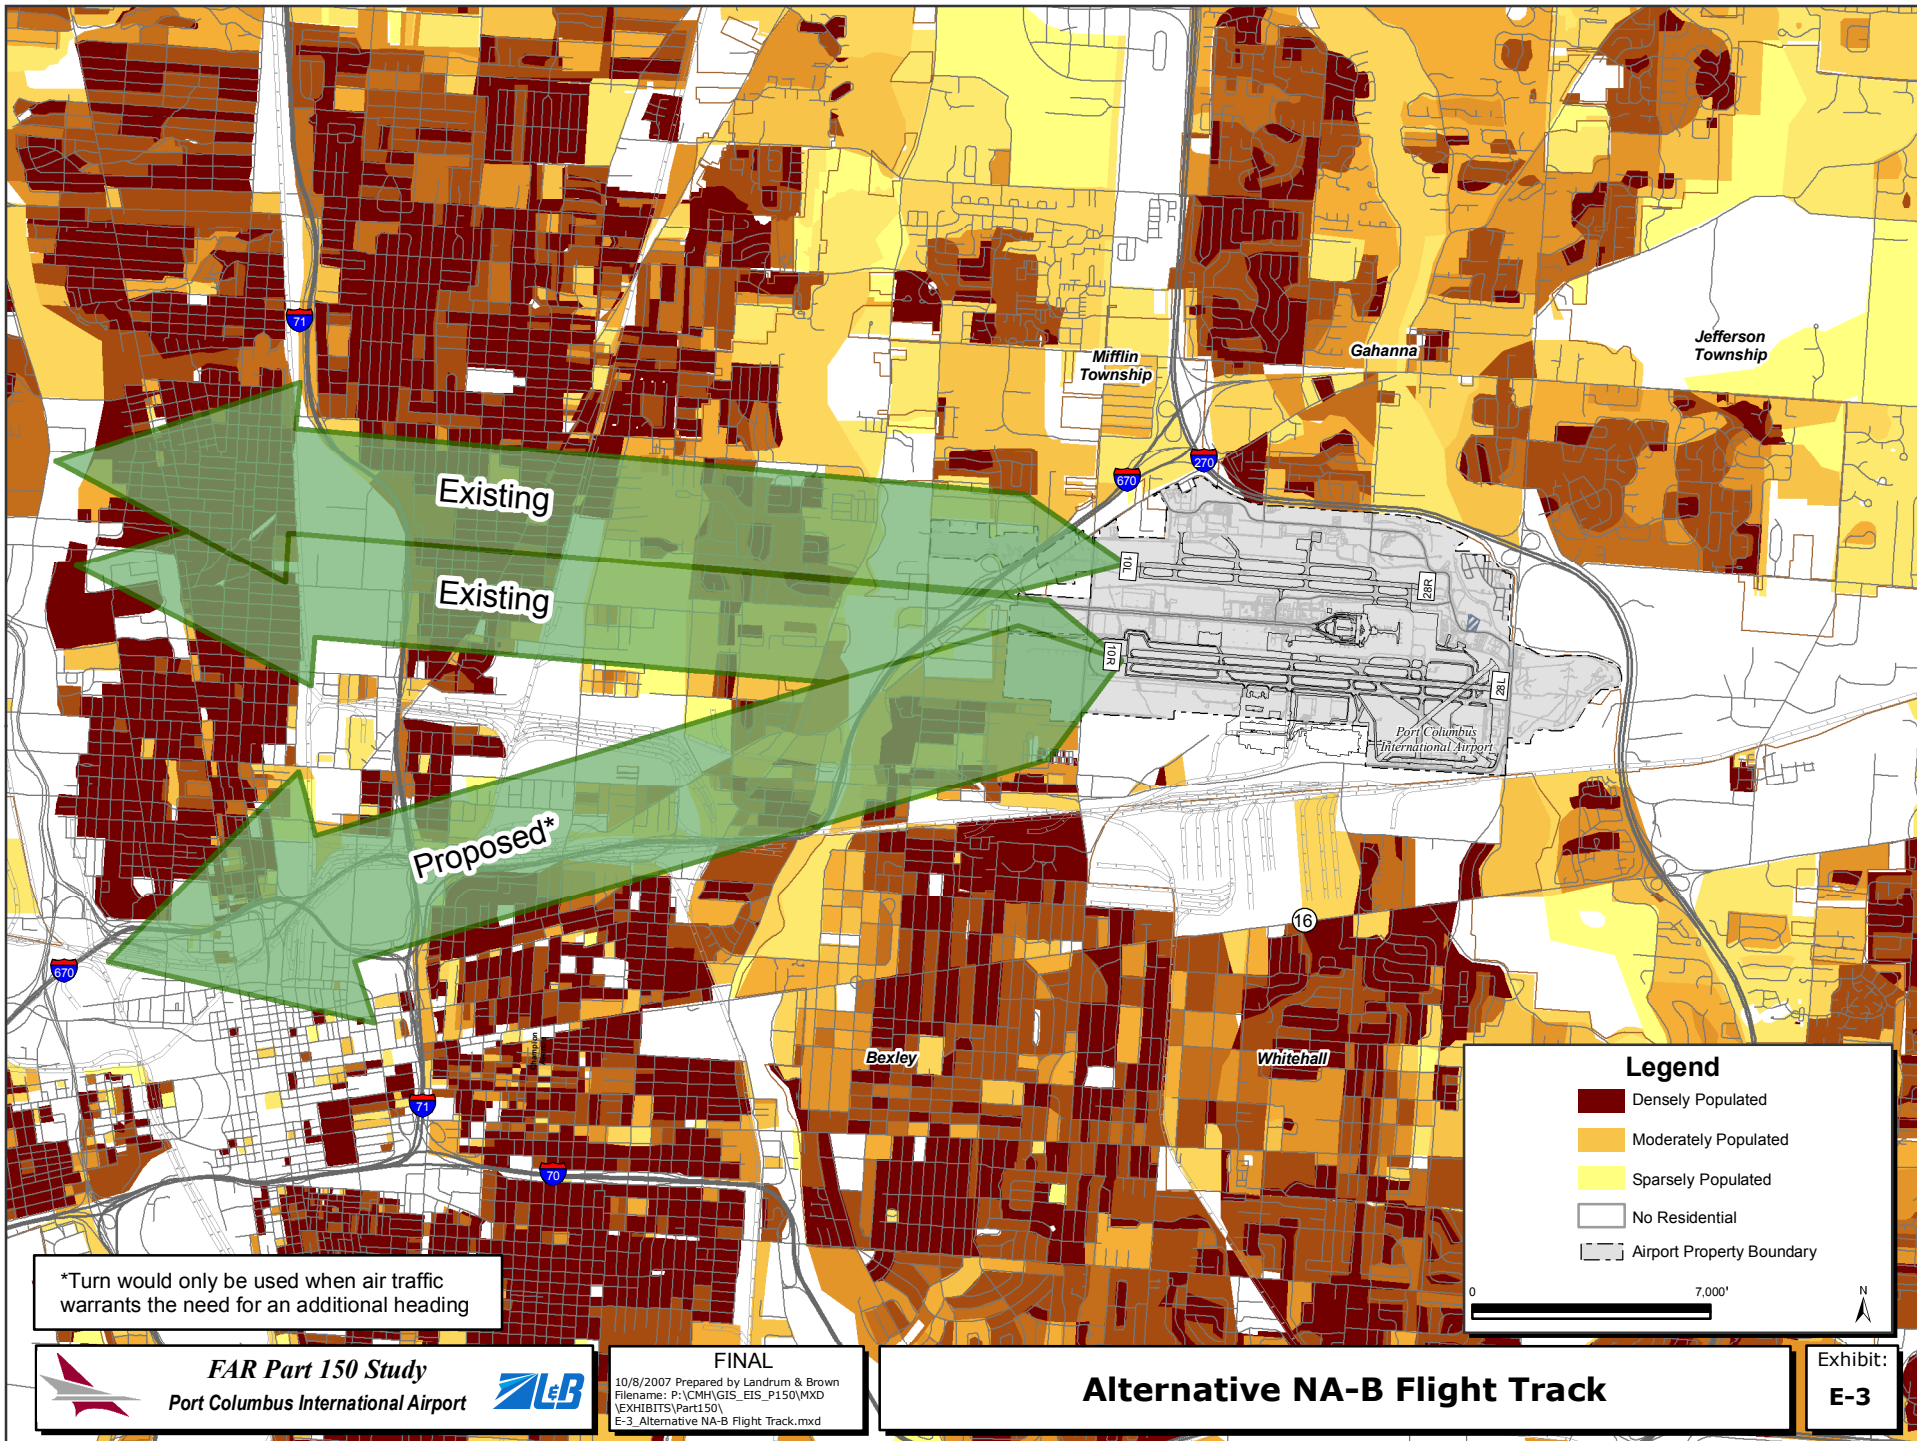 71
Mifflin
Township
Gahanna
Jefferson
Township
270
670
Existing
Existing
10L
28R
10R
28L
Port Columbus
International Airport
Proposed*
16
670
Bexley
Whitehall
71
70
Champion
Legend
Densely Populated
Moderately Populated
Sparsely Populated
No Residential
Airport Property Boundary
0 7,000'
N
*Turn would only be used when air traffic
warrants the need for an additional heading
FAR Part 150 Study
Port Columbus International Airport
L&B
FINAL
10/8/2007 Prepared by Landrum & Brown
Filename: P:\CMH\GIS_EIS_P150\MXD
\EXHIBITS\Part150\
E-3_Alternative NA-B Flight Track.mxd
Alternative NA-B Flight Track
Exhibit:
E-3